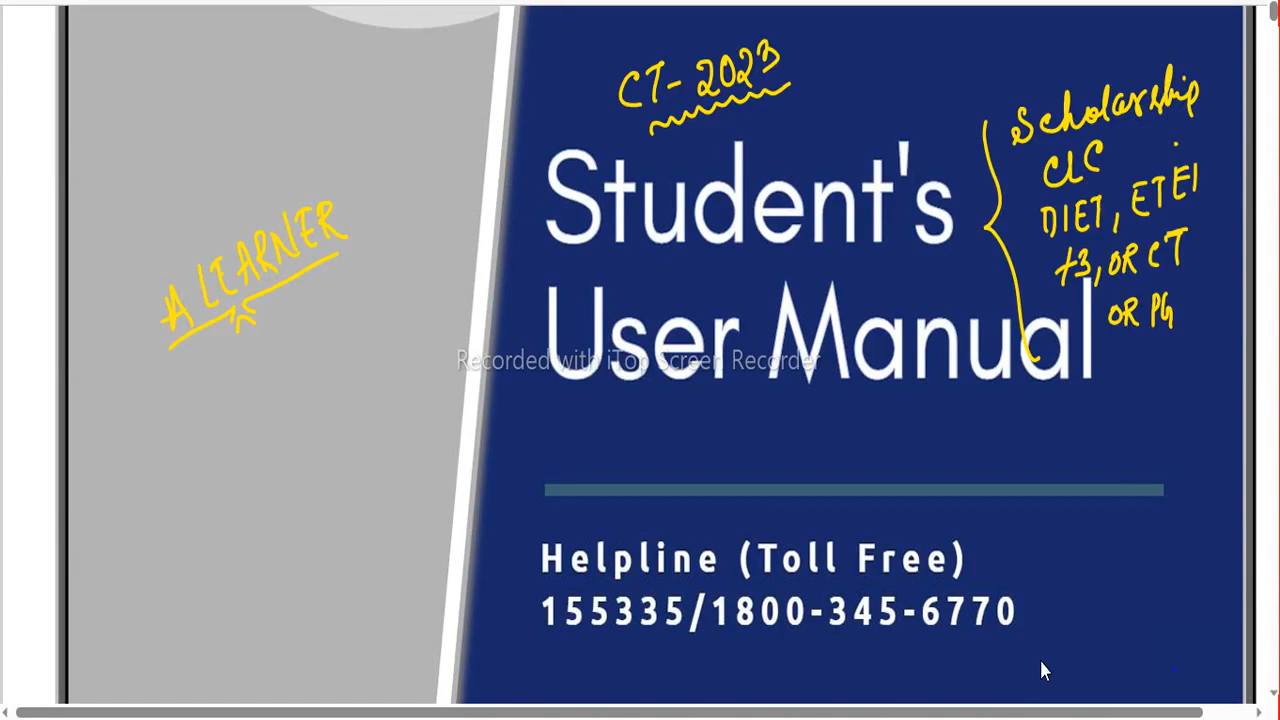 CT-2023
Student's
User Manual
Scholarship
CLC
DIET, ETEI
+3, OR CT
OR PG
A LEARNER
Recorded with iTop Screen Recorder
Helpline (Toll Free)
155335/1800-345-6770